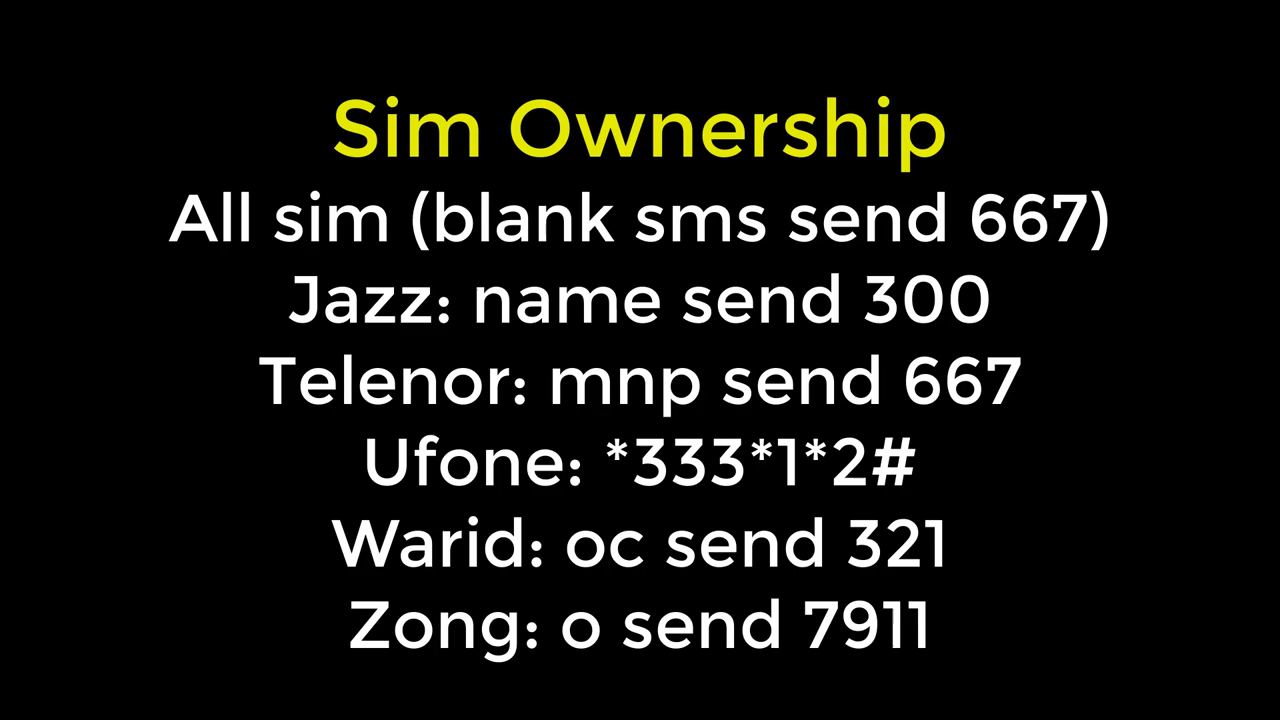 Sim Ownership
All sim (blank sms send 667)
Jazz: name send 300
Telenor: mnp send 667
Ufone: *333*1*2#
Warid: oc send 321
Zong: o send 7911